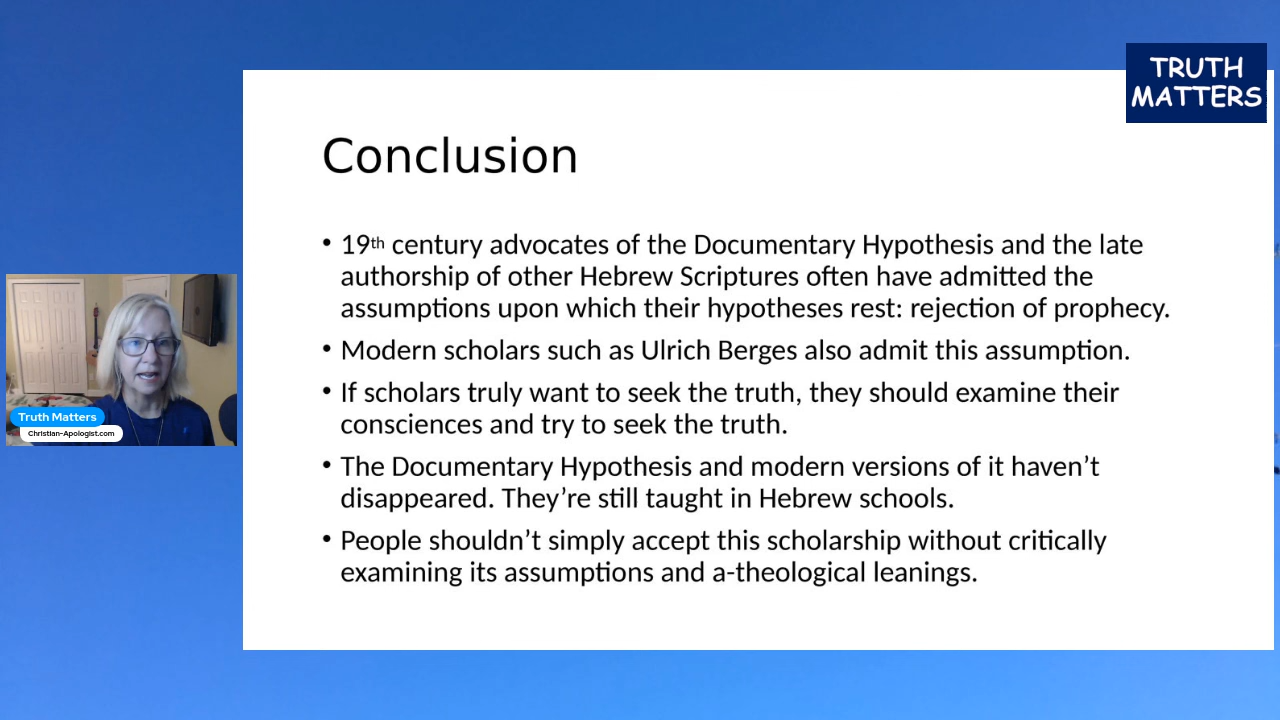 TRUTH
MATTERS
Conclusion
• 19th century advocates of the Documentary Hypothesis and the late
authorship of other Hebrew Scriptures often have admitted the
assumptions upon which their hypotheses rest: rejection of prophecy.
• Modern scholars such as Ulrich Berges also admit this assumption.
• If scholars truly want to seek the truth, they should examine their
consciences and try to seek the truth.
• The Documentary Hypothesis and modern versions of it haven’t
disappeared. They’re still taught in Hebrew schools.
• People shouldn’t simply accept this scholarship without critically
examining its assumptions and a-theological leanings.
Truth Matters
Christian-Apologist.com